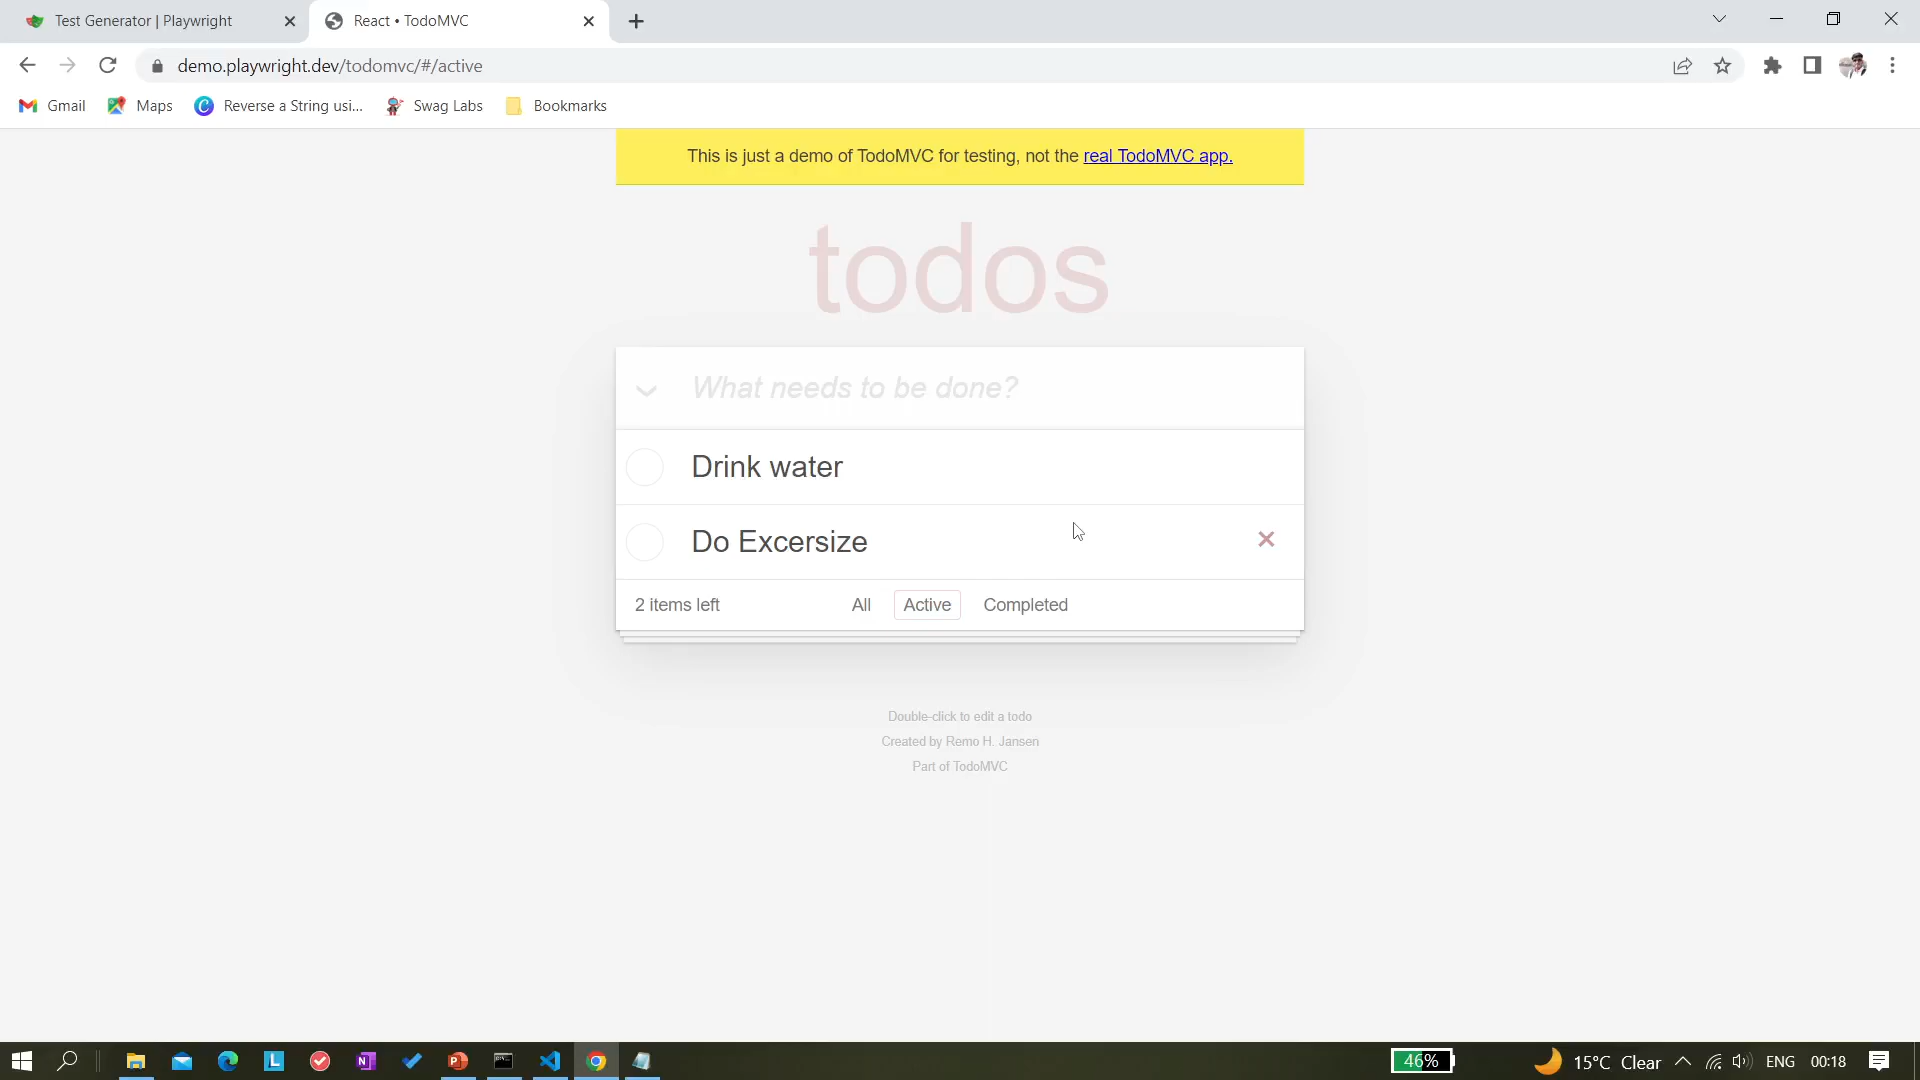 Test Generator | Playwright
React • TodoMVC
demo.playwright.dev/todomvc/#/active
Gmail
Maps
Reverse a String usi...
Swag Labs
Bookmarks
This is just a demo of TodoMVC for testing, not the real TodoMVC app.
todos
What needs to be done?
Drink water
Do Excersize
2 items left
All
Active
Completed
Double-click to edit a todo
Created by Remo H. Jansen
Part of TodoMVC
46%
15°C Clear
ENG
00:18